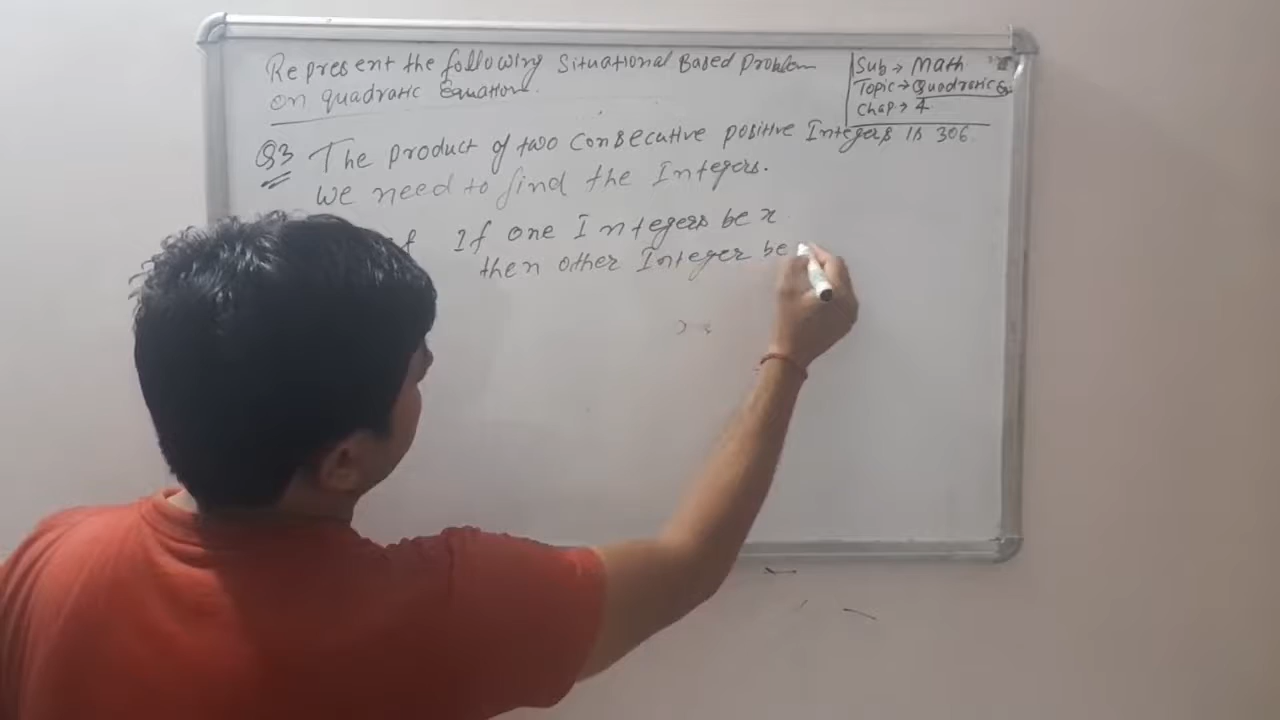 Represent the following Situational Based Problem
on quadratic Equation.
Sub → Math
Topic → Quadratic Eq
Chap → 4
Q3 The product of two consecutive positive Integers is 306.
We need to find the Integers.
If one Integers be x
then other Integer be